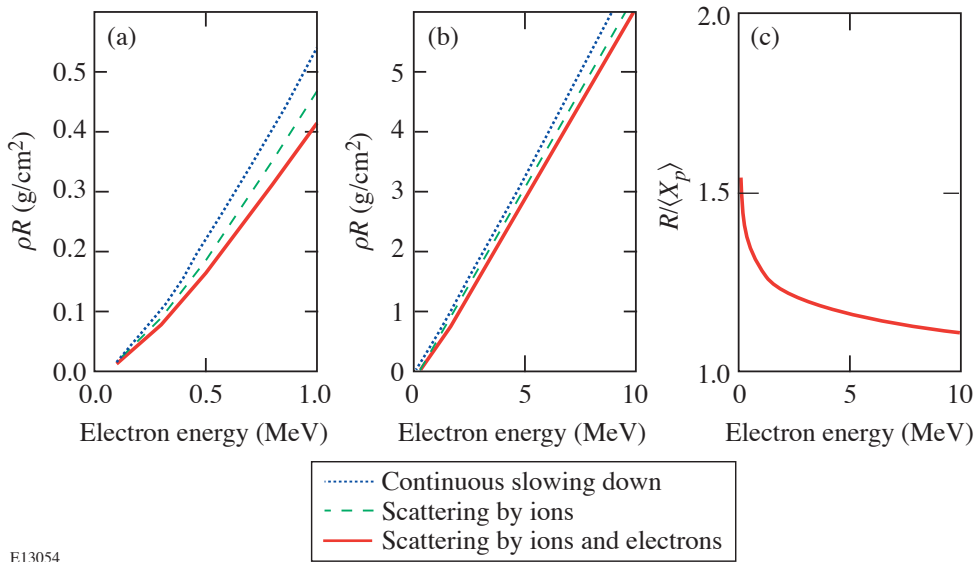 (a)
ρR (g/cm²)
0.5
0.4
0.3
0.2
0.1
0.0
0.0 0.5 1.0
Electron energy (MeV)
(b)
ρR (g/cm²)
5
4
3
2
1
0
0 5 10
Electron energy (MeV)
(c)
R/⟨Xp⟩
2.0
1.5
1.0
0 5 10
Electron energy (MeV)
Continuous slowing down
Scattering by ions
Scattering by ions and electrons
E13054